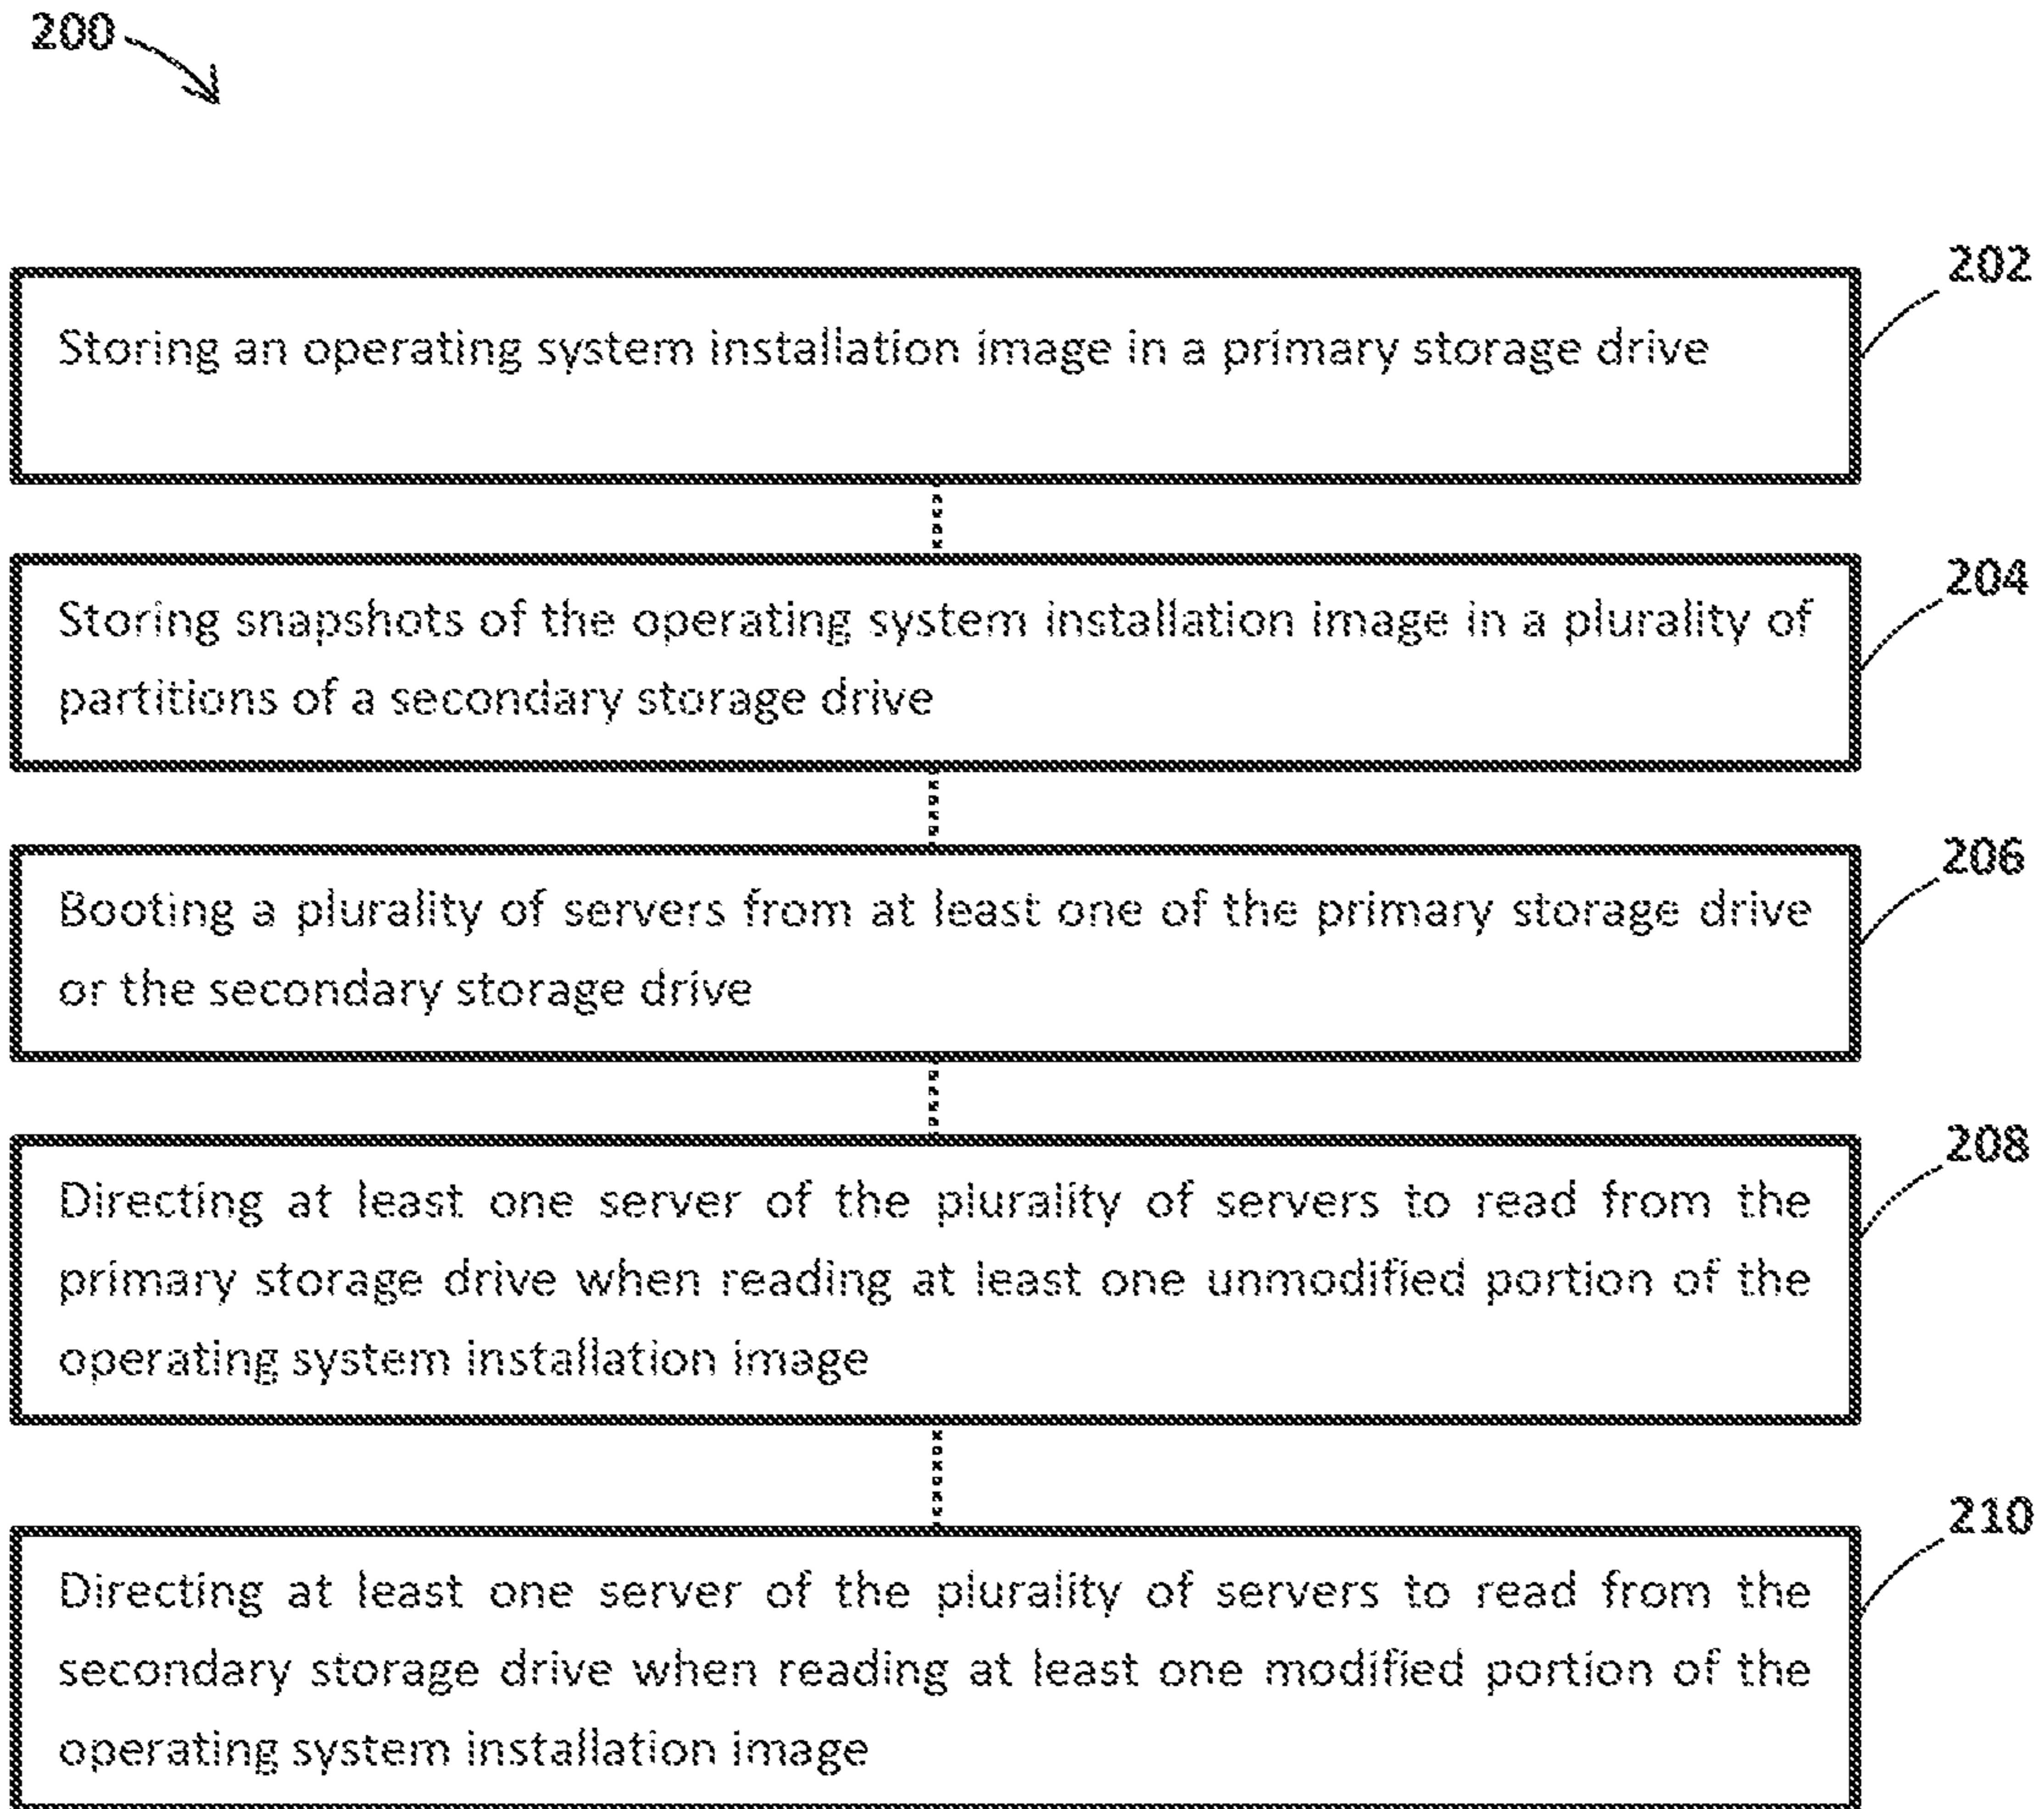 200
202
Storing an operating system installation image in a primary storage drive
204
Storing snapshots of the operating system installation image in a plurality of
partitions of a secondary storage drive
206
Booting a plurality of servers from at least one of the primary storage drive
or the secondary storage drive
208
Directing at least one server of the plurality of servers to read from the
primary storage drive when reading at least one unmodified portion of the
operating system installation image
210
Directing at least one server of the plurality of servers to read from the
secondary storage drive when reading at least one modified portion of the
operating system installation image